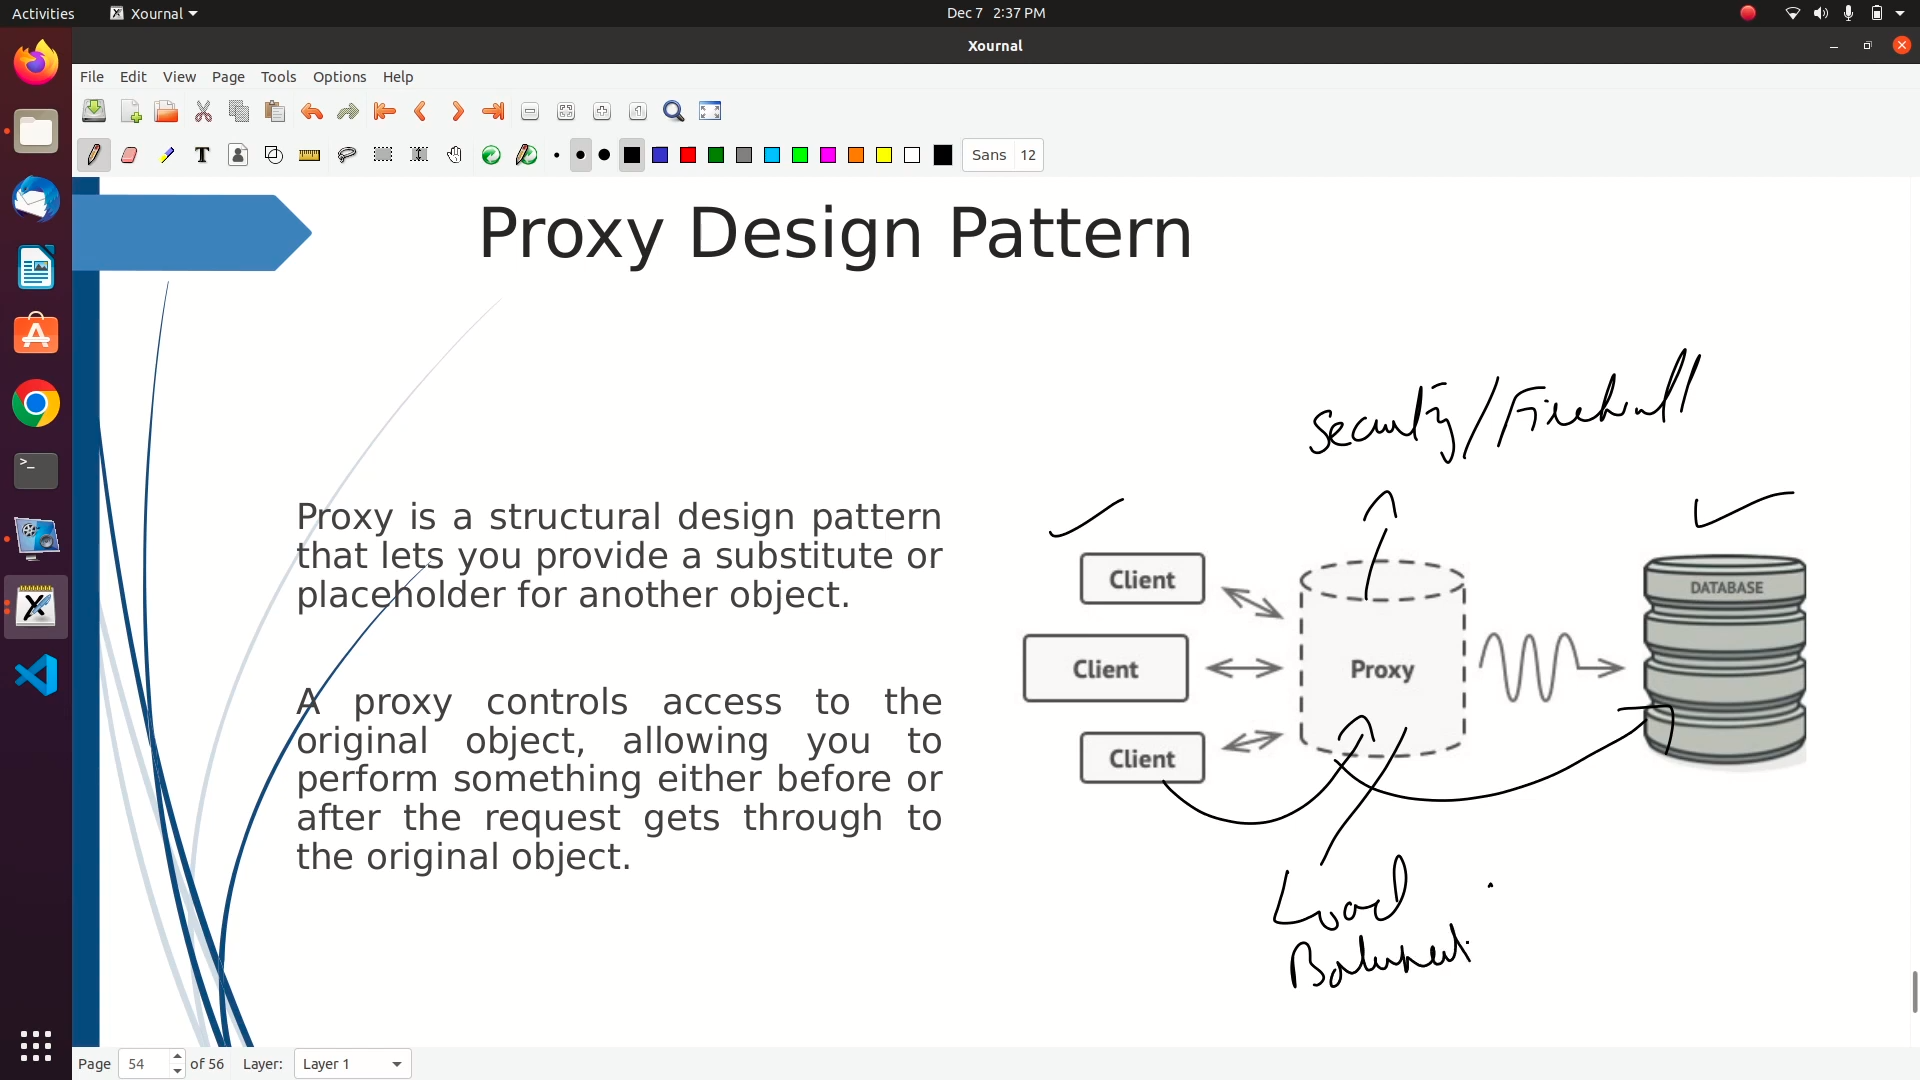 Activities
Xournal
Dec 7 2:37 PM
Xournal
File Edit View Page Tools Options Help
Sans 12
Proxy Design Pattern
Security/Firewall
Proxy is a structural design pattern
that lets you provide a substitute or
placeholder for another object.
A proxy controls access to the
original object, allowing you to
perform something either before or
after the request gets through to
the original object.
Client
Client
Client
Proxy
DATABASE
Load
Page 54 of 56 Layer: Layer 1